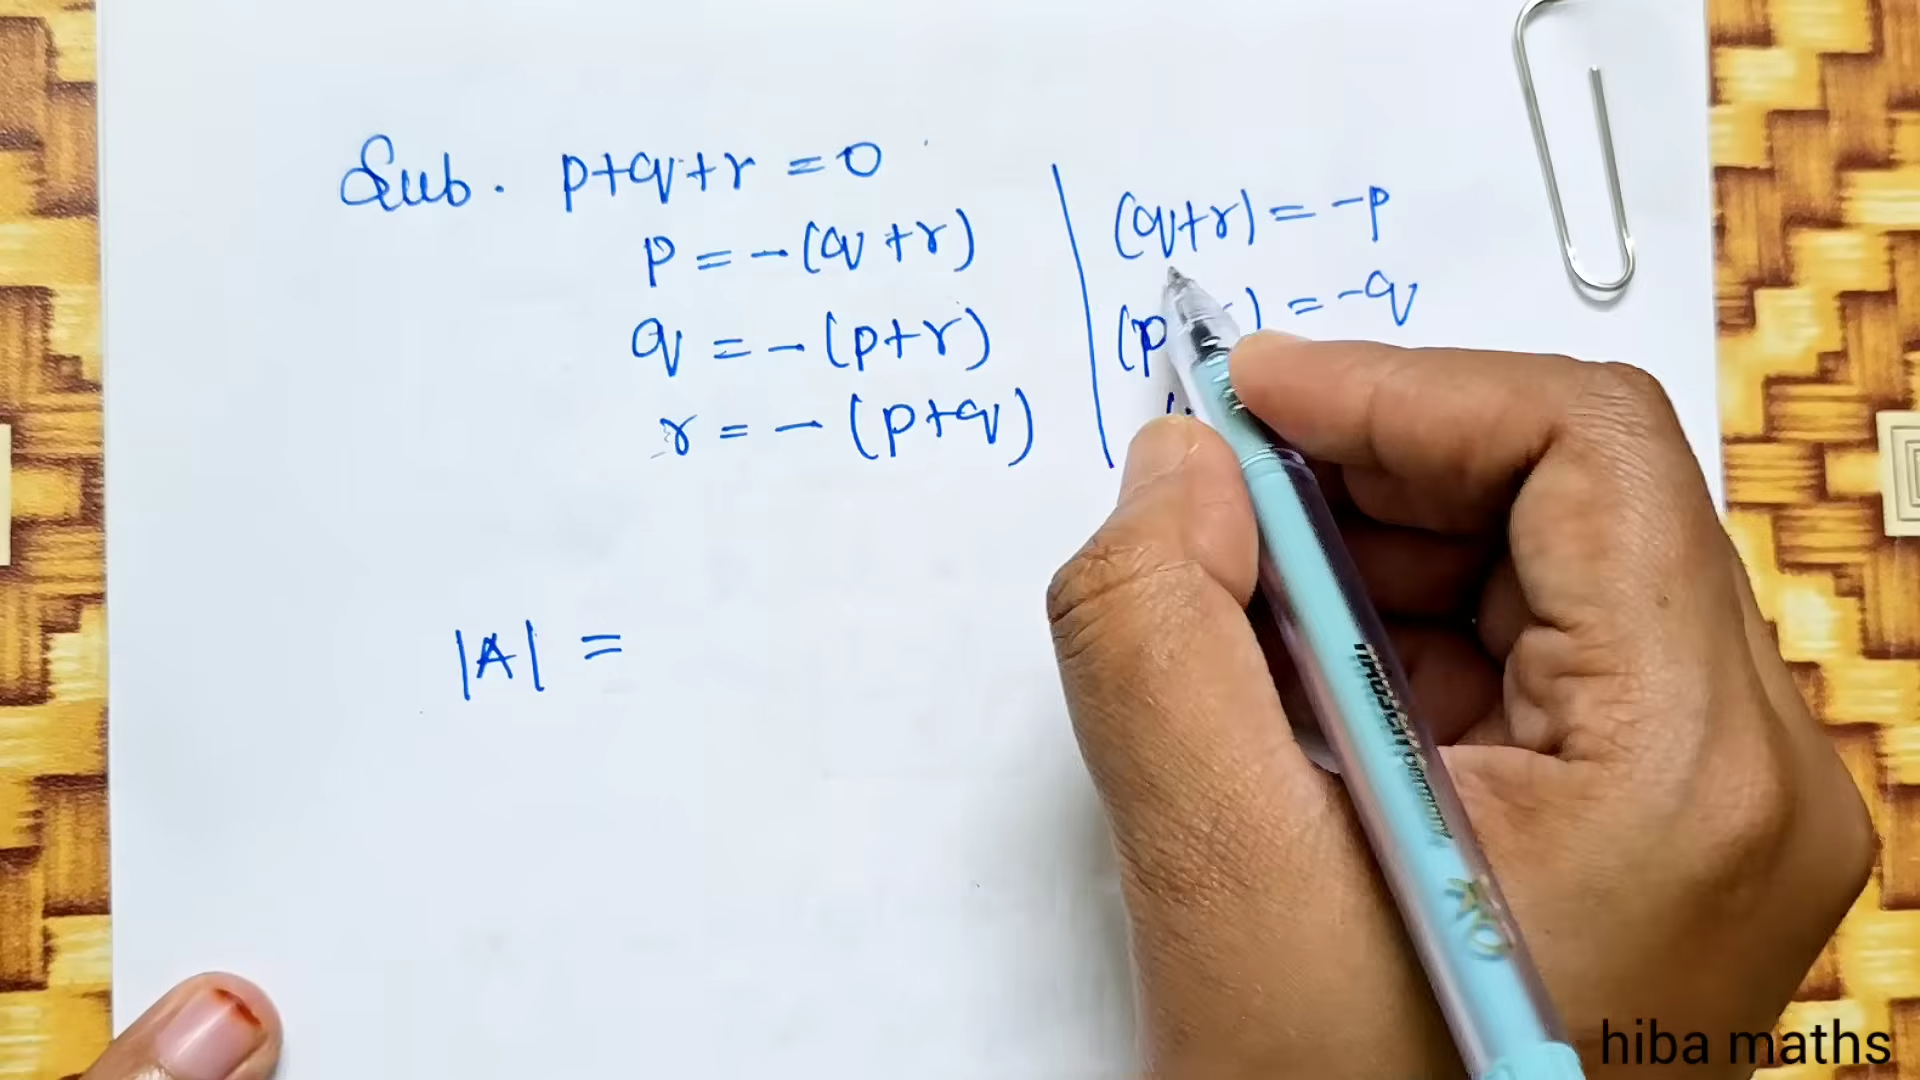 Sub. p+q+r = 0
p = -(q+r)
q = -(p+r)
r = -(p+q)
(q+r) = -p
(p ) = -q
|A| =
hiba maths